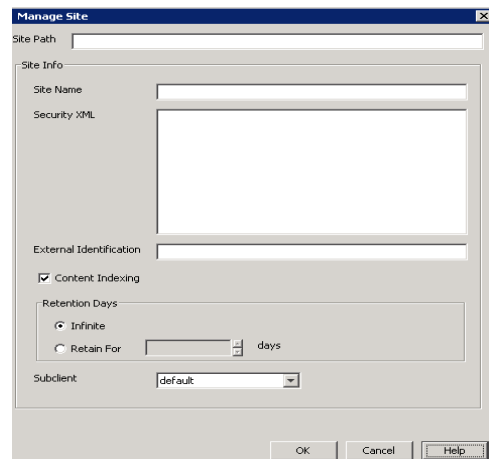 Manage Site
Site Path
Site Info
Site Name
Security XML
External Identification
Content Indexing
Retention Days
Infinite
Retain For days
Subclient default
OK Cancel Help